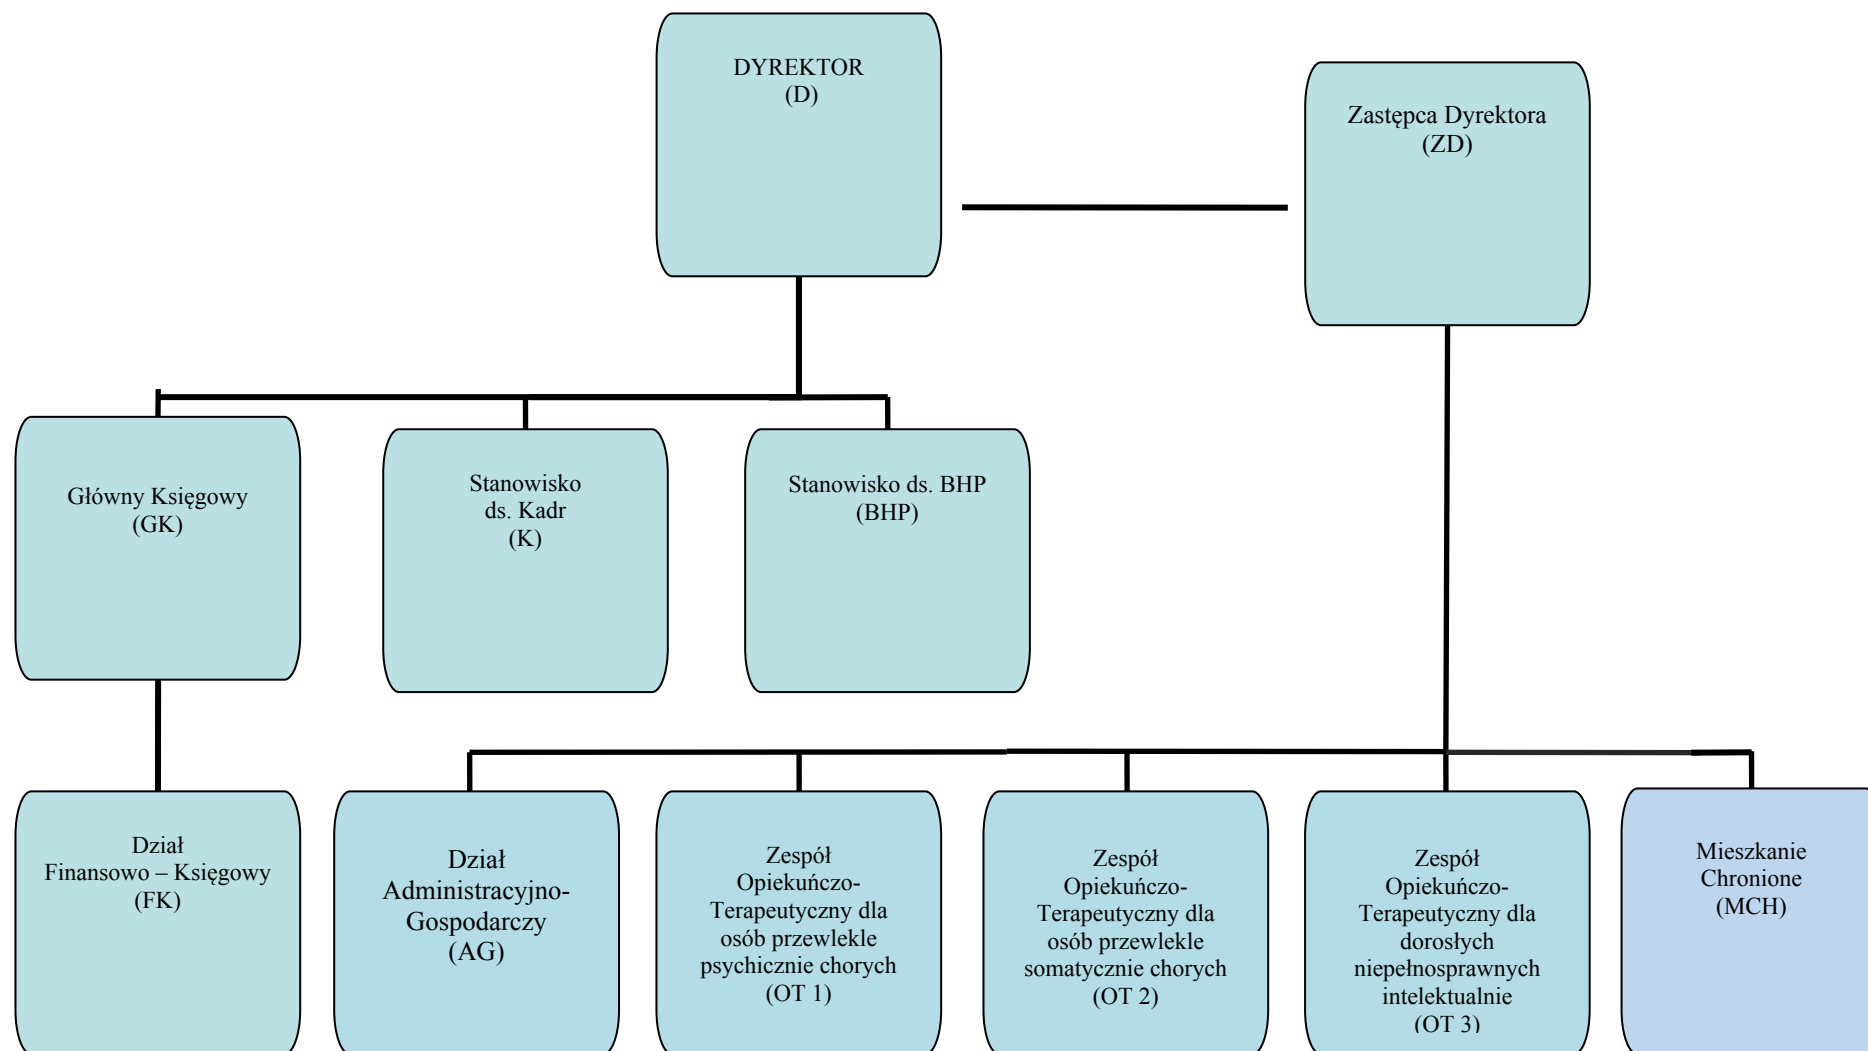 DYREKTOR
(D)
Zastępca Dyrektora
(ZD)
Główny Księgowy
(GK)
Stanowisko
ds. Kadr
(K)
Stanowisko ds. BHP
(BHP)
Dział
Finansowo – Księgowy
(FK)
Dział
Administracyjno-
Gospodarczy
(AG)
Zespół
Opiekuńczo-
Terapeutyczny dla
osób przewlekle
psychicznie chorych
(OT 1)
Zespół
Opiekuńczo-
Terapeutyczny dla
osób przewlekle
somatycznie chorych
(OT 2)
Zespół
Opiekuńczo-
Terapeutyczny dla
dorosłych
niepełnosprawnych
intelektualnie
(OT 3)
Mieszkanie
Chronione
(MCH)